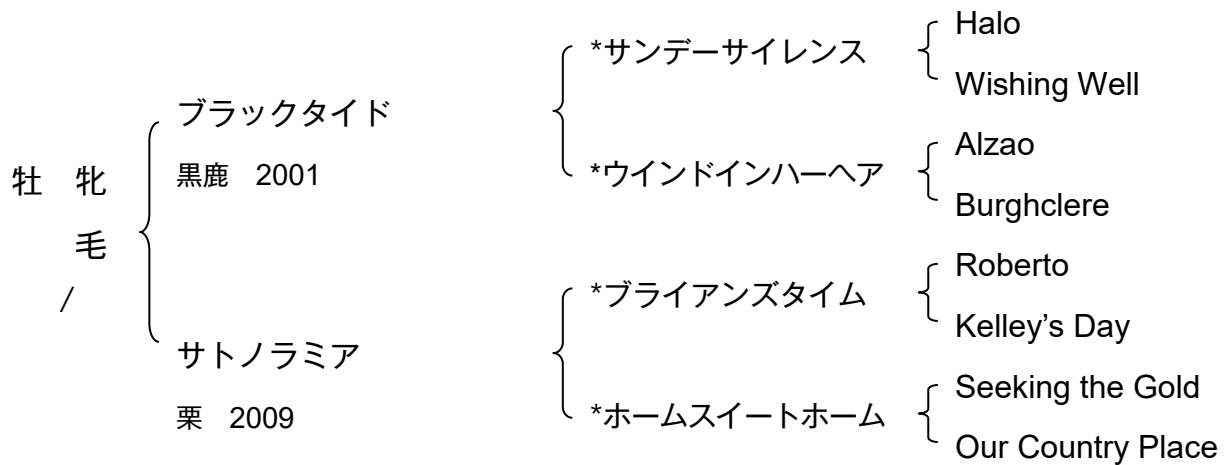 牡　牝
毛
/
ブラックタイド
黒鹿　2001
サトノラミア
栗　2009
*サンデーサイレンス
*ウインドインハーヘア
*ブライアンズタイム
*ホームスイートホーム
Halo
Wishing Well
Alzao
Burghclere
Roberto
Kelley’s Day
Seeking the Gold
Our Country Place